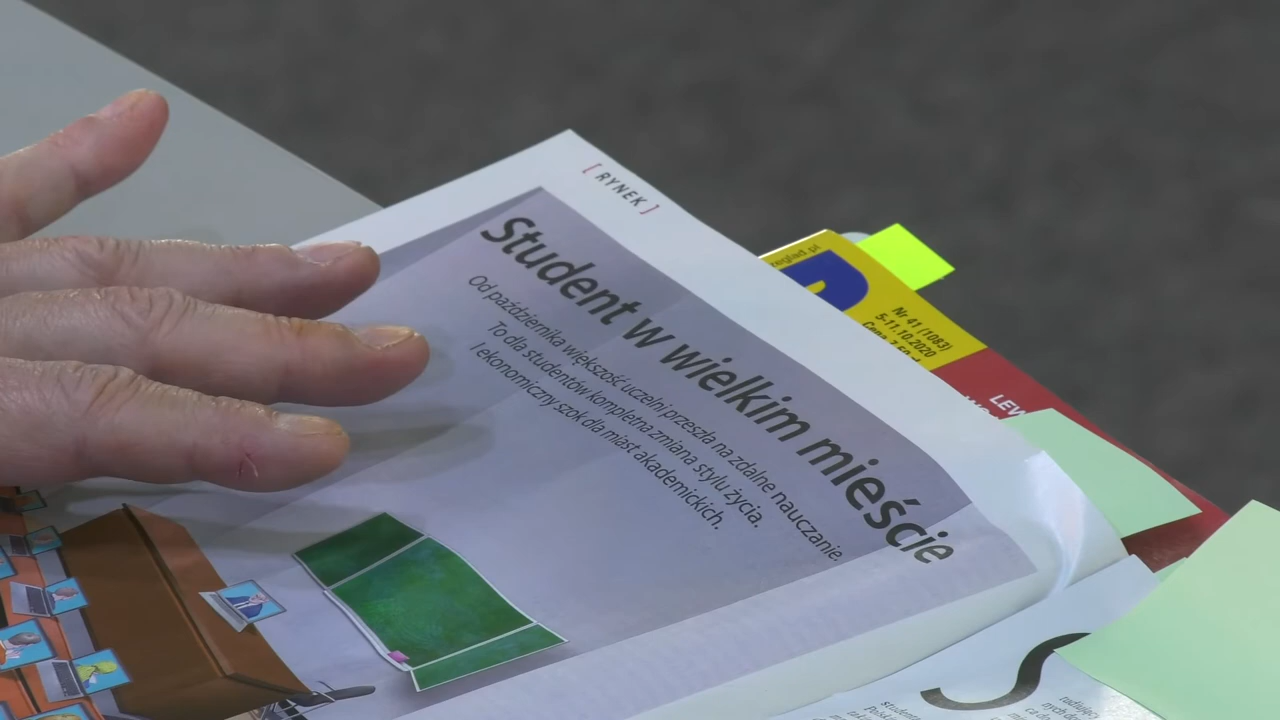 [ RYNEK ]
Student w wielkim mieście
Od października większość uczelni przeszła na zdalne nauczanie.
To dla studentów kompletna zmiana stylu życia.
I ekonomiczny szok dla miast akademickich.
Nr 41 (1083)
5-11.10.2020
LEW
S